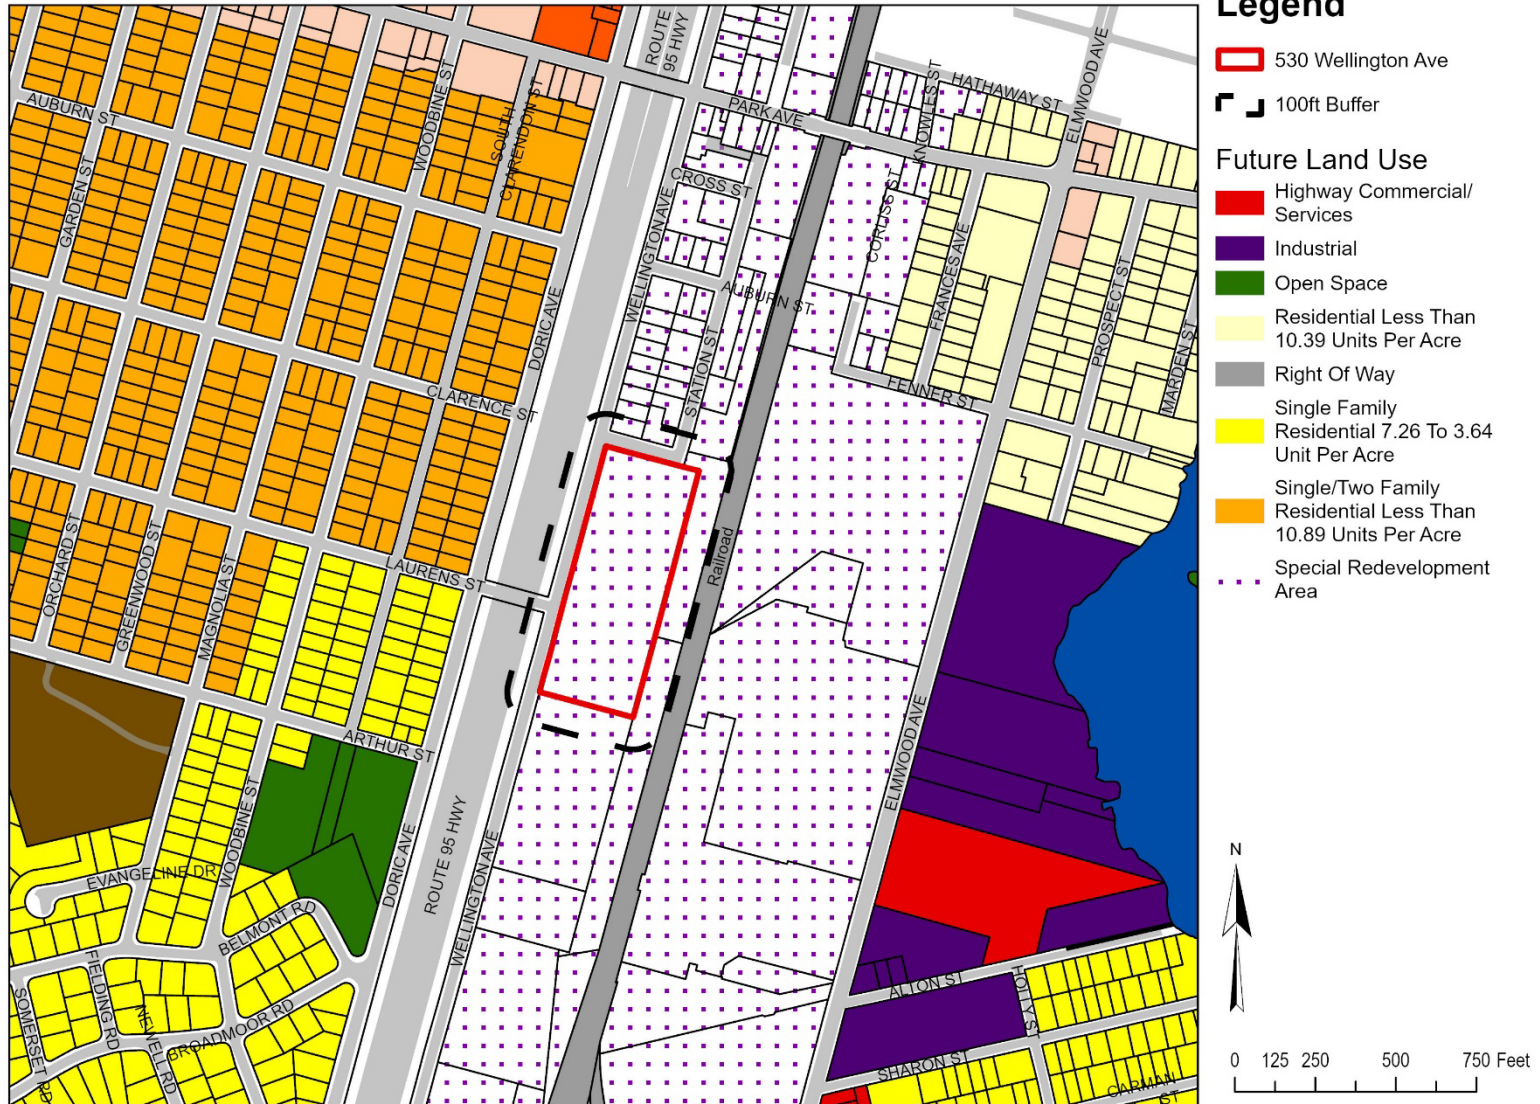 Legend
530 Wellington Ave
100ft Buffer
Future Land Use
Highway Commercial/
Services
Industrial
Open Space
Residential Less Than
10.39 Units Per Acre
Right Of Way
Single Family
Residential 7.26 To 3.64
Unit Per Acre
Single/Two Family
Residential Less Than
10.89 Units Per Acre
Special Redevelopment
Area
N
0 125 250 500 750 Feet
ROUTE
95 HWY
ELMWOOD AVE
HATHAWAY ST
KNOWLES ST
PARK AVE
AUBURN ST
WOODBINE ST
SOUTH
CLARENDON ST
GARDEN ST
CROSS ST
CORLISS ST
WELLINGTON AVE
FRANCES AVE
AUBURN ST
PROSPECT ST
MARDEN ST
DORIC AVE
STATION ST
CLARENCE ST
FENNER ST
Railroad
ORCHARD ST
GREENWOOD ST
MAGNOLIA ST
LAURENS ST
ARTHUR ST
ELMWOOD AVE
WOODBINE ST
DORIC AVE
ROUTE 95 HWY
WELLINGTON AVE
EVANGELINE DR
BELMONT RD
FIELDING RD
SOMERSET RD
NEWELL RD
BROADMOOR RD
ALTON ST
HOLLY ST
SHARON ST
CARMAN
ST